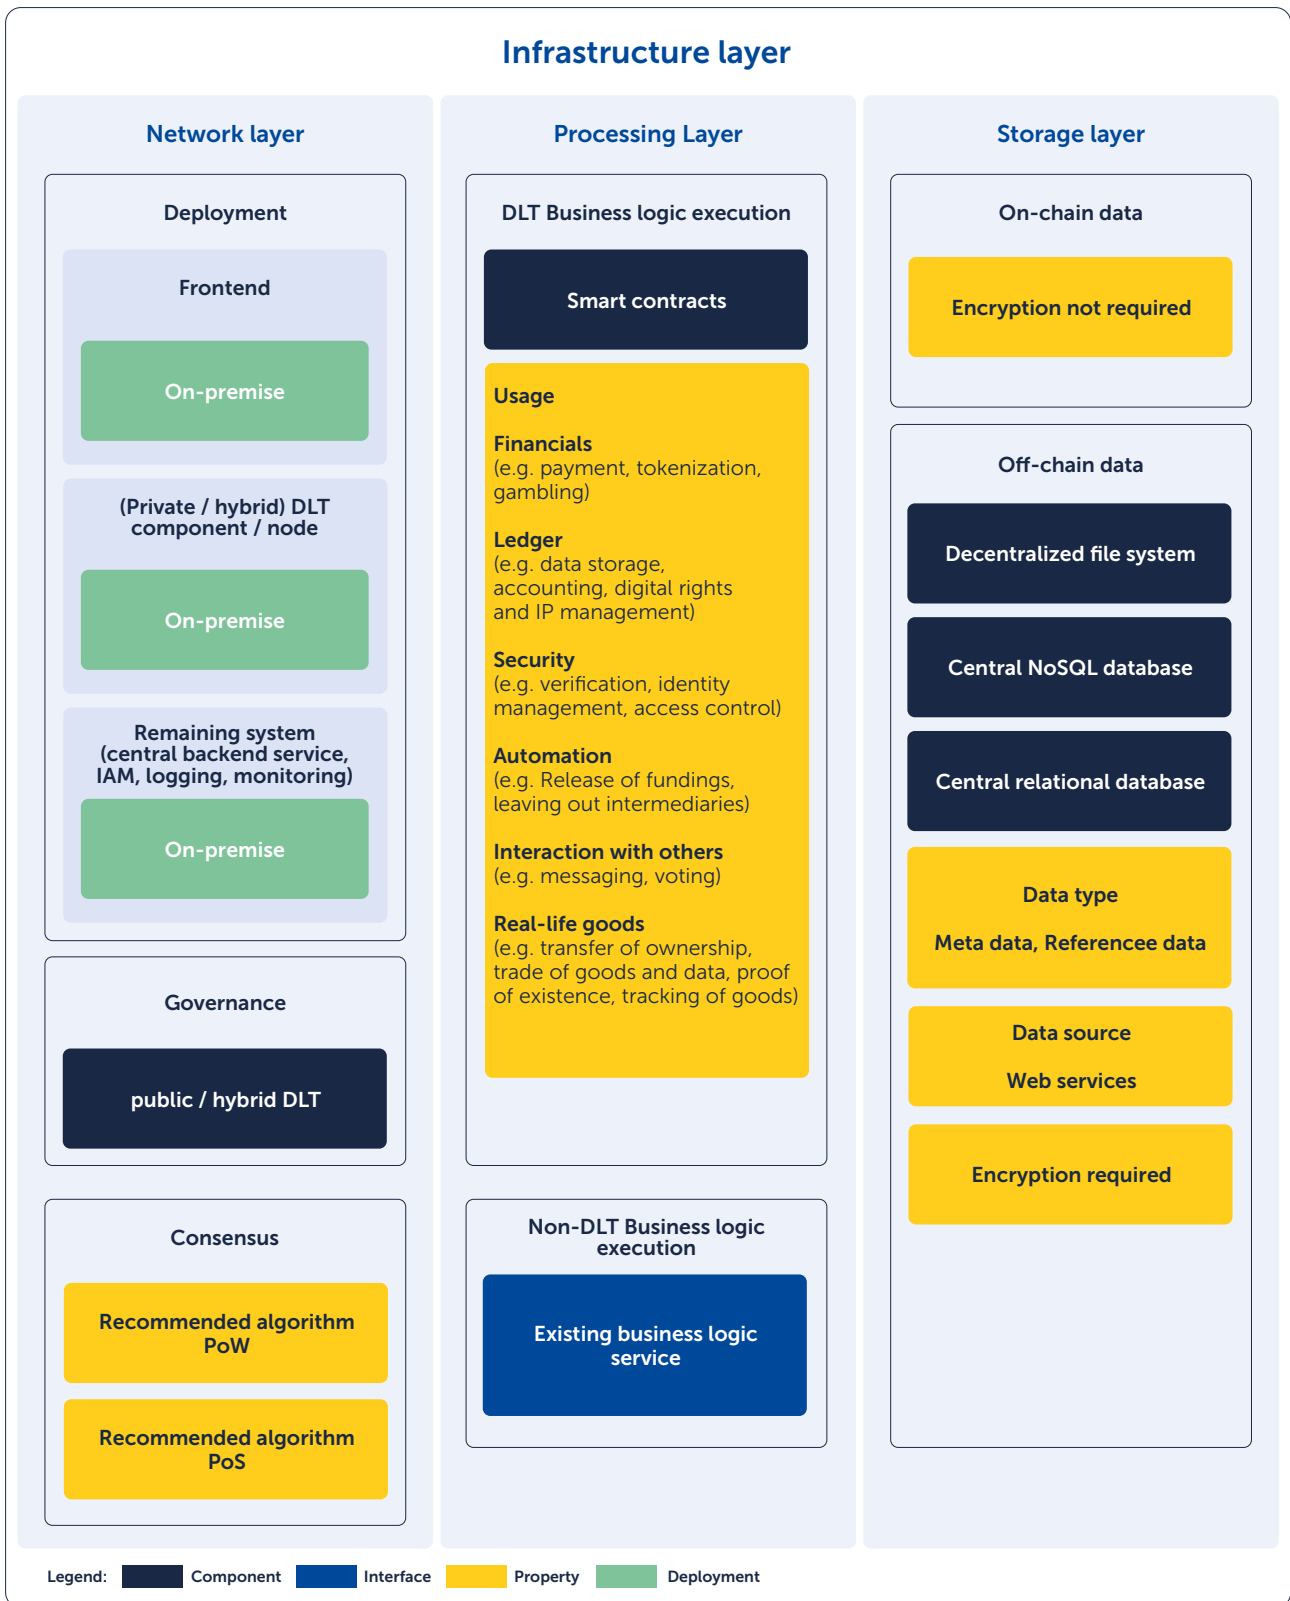 Infrastructure layer
Network layer
Deployment
Frontend
On-premise
(Private / hybrid) DLT
component / node
On-premise
Remaining system
(central backend service,
IAM, logging, monitoring)
On-premise
Governance
public / hybrid DLT
Consensus
Recommended algorithm
PoW
Recommended algorithm
PoS
Processing Layer
DLT Business logic execution
Smart contracts
Usage
Financials
(e.g. payment, tokenization,
gambling)
Ledger
(e.g. data storage,
accounting, digital rights
and IP management)
Security
(e.g. verification, identity
management, access control)
Automation
(e.g. Release of fundings,
leaving out intermediaries)
Interaction with others
(e.g. messaging, voting)
Real-life goods
(e.g. transfer of ownership,
trade of goods and data, proof
of existence, tracking of goods)
Non-DLT Business logic
execution
Existing business logic
service
Storage layer
On-chain data
Encryption not required
Off-chain data
Decentralized file system
Central NoSQL database
Central relational database
Data type
Meta data, Referencee data
Data source
Web services
Encryption required
Legend: Component Interface Property Deployment